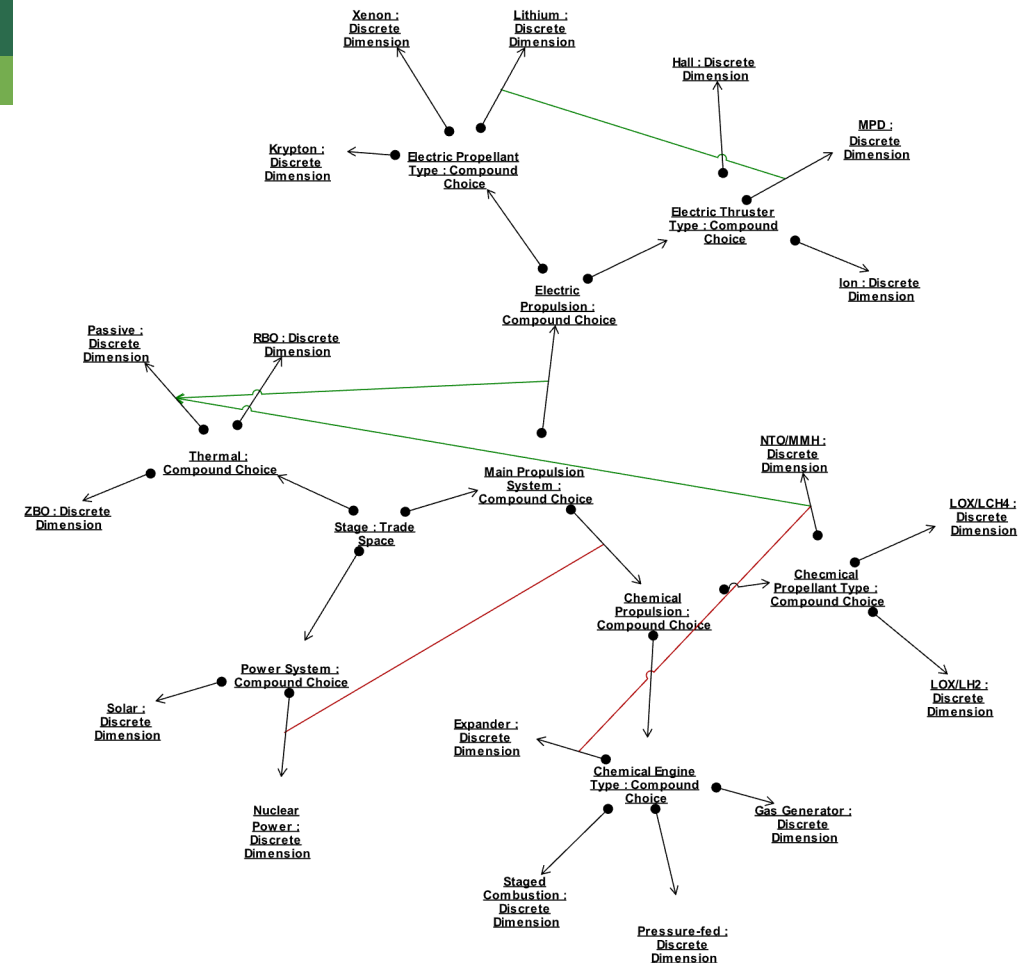 Xenon :
Discrete
Dimension
Lithium :
Discrete
Dimension
Hall : Discrete
Dimension
MPD :
Discrete
Dimension
Krypton :
Discrete
Dimension
Electric Propellant
Type : Compound
Choice
Electric Thruster
Type : Compound
Choice
Ion : Discrete
Dimension
Electric
Propulsion :
Compound Choice
Passive :
Discrete
Dimension
RBO : Discrete
Dimension
Thermal :
Compound Choice
Main Propulsion
System :
Compound Choice
NTO/MMH :
Discrete
Dimension
ZBO : Discrete
Dimension
Stage : Trade
Space
LOX/LCH4 :
Discrete
Dimension
Checmical
Propellant Type :
Compound Choice
Chemical
Propulsion :
Compound Choice
Power System :
Compound Choice
LOX/LH2 :
Discrete
Dimension
Solar :
Discrete
Dimension
Expander :
Discrete
Dimension
Chemical Engine
Type : Compound
Choice
Nuclear
Power :
Discrete
Dimension
Gas Generator :
Discrete
Dimension
Staged
Combustion :
Discrete
Dimension
Pressure-fed :
Discrete
Dimension